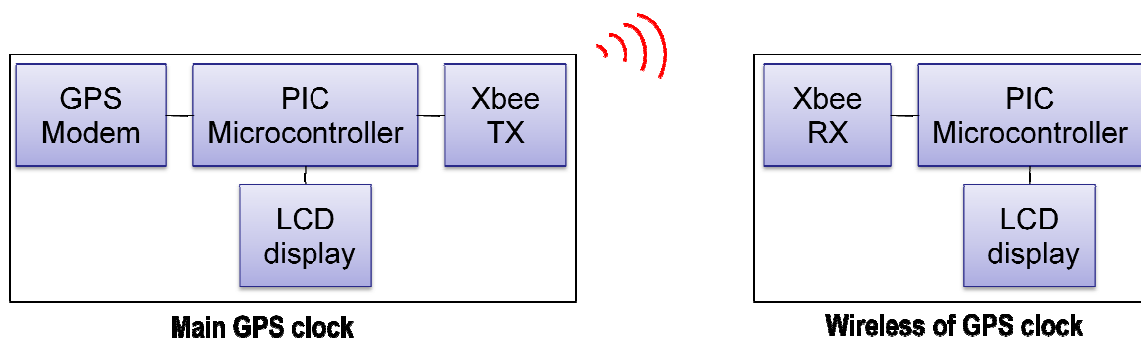 GPS
Modem
PIC
Microcontroller
Xbee
TX
LCD
display
Main GPS clock
Xbee
RX
PIC
Microcontroller
LCD
display
Wireless of GPS clock